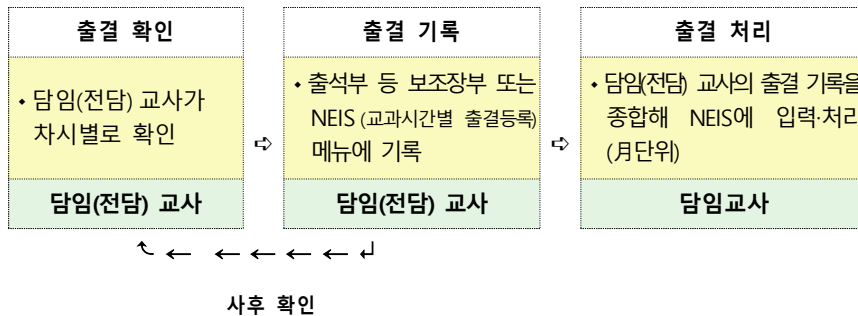 출결 확인
• 담임(전담) 교사가
차시별로 확인
담임(전담) 교사
⇨
출결 기록
• 출석부 등 보조장부 또는
NEIS (교과시간별 출결등록)
메뉴에 기록
담임(전담) 교사
⇨
출결 처리
• 담임(전담) 교사의 출결 기록을
종합해 NEIS에 입력·처리
(月단위)
담임교사
사후 확인